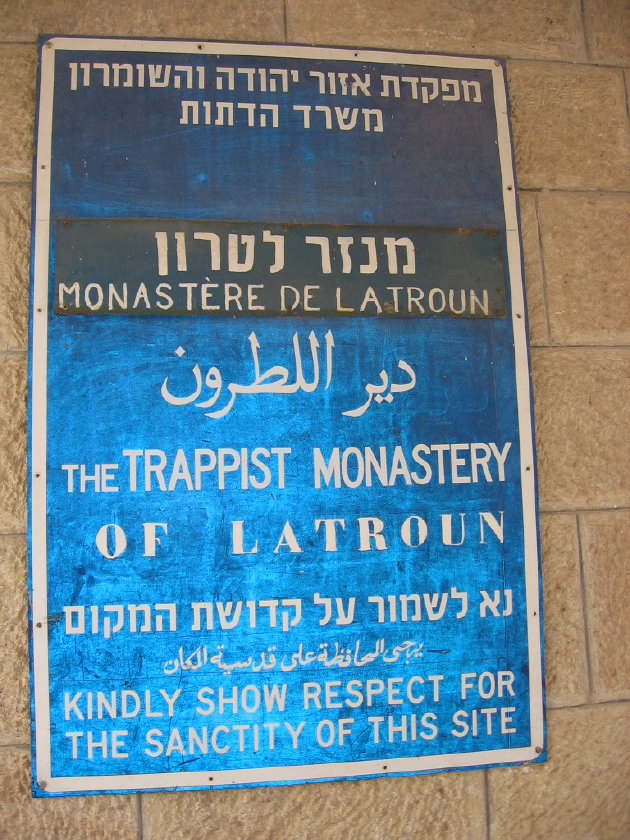 מפקדת אזור יהודה והשומרון
משרד הדתות
מנזר לטרון
MONASTÈRE DE LATROUN
دير اللطرون
THE TRAPPIST MONASTERY
OF LATROUN
נא לשמור על קדושת המקום
يرجى المحافظة على قدسية المكان
KINDLY SHOW RESPECT FOR
THE SANCTITY OF THIS SITE